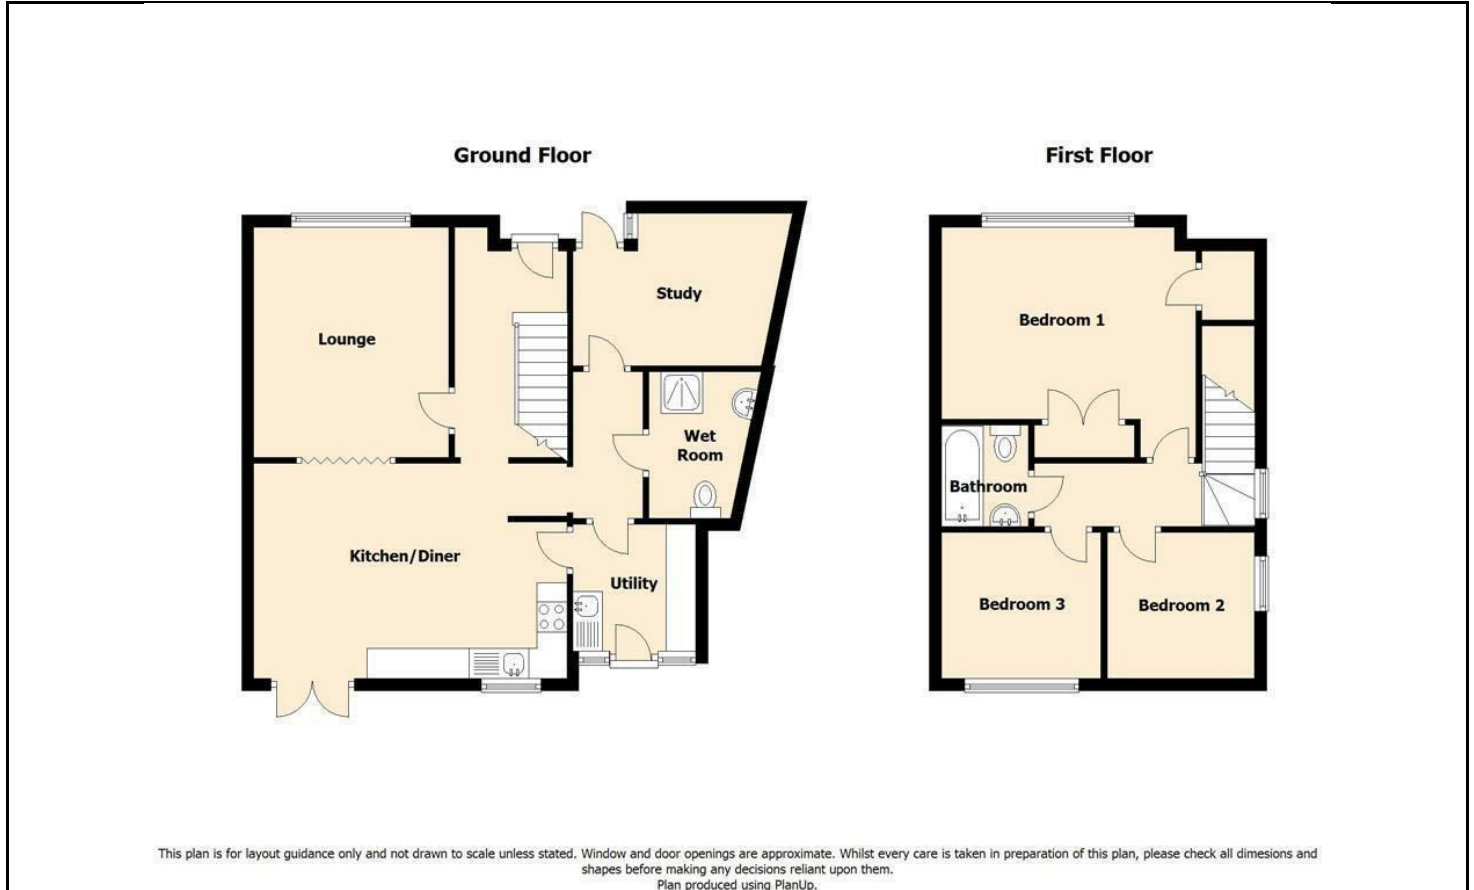 Ground Floor
First Floor
Study
Lounge
Bedroom 1
Wet
Room
Bathroom
Kitchen/Diner
Utility
Bedroom 3
Bedroom 2
This plan is for layout guidance only and not drawn to scale unless stated. Window and door openings are approximate. Whilst every care is taken in preparation of this plan, please check all dimesions and
shapes before making any decisions reliant upon them.
Plan produced using PlanUp.